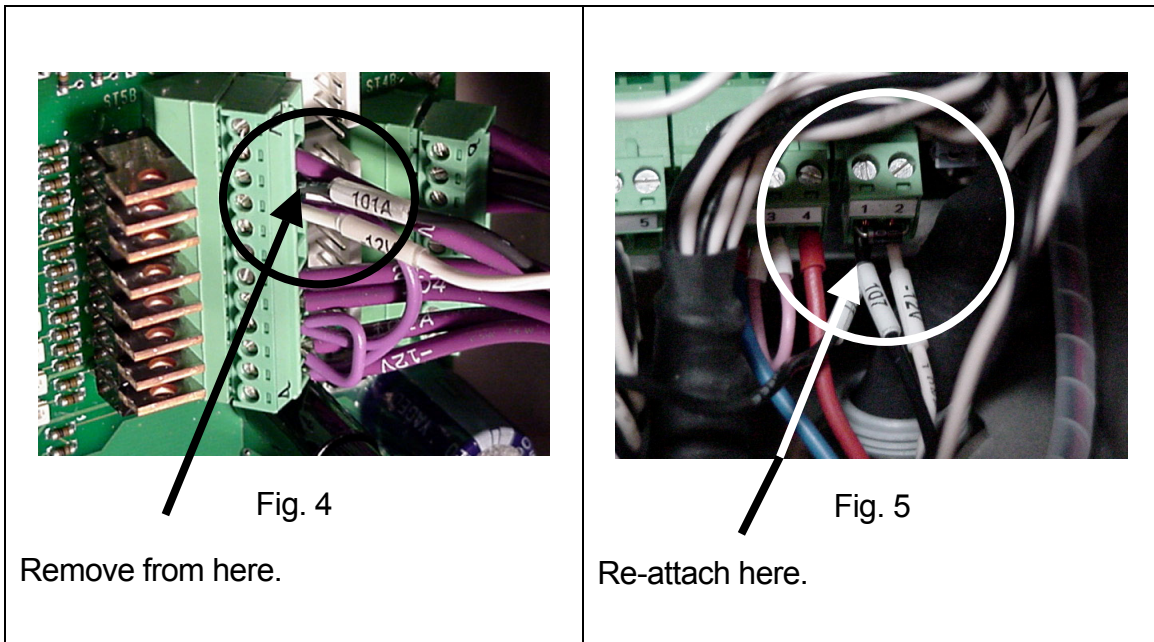 ST5B
ST4B
101A
12V
-12V
5
3 4
1 2
107
-12V
Fig. 4
Fig. 5
Remove from here.
Re-attach here.